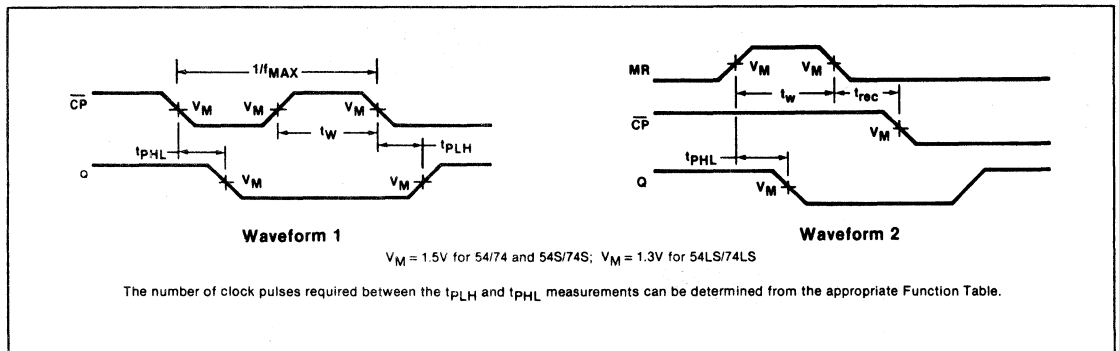 1/fMAX
CP VM VM VM
tW
tPHL tPLH
Q VM VM
Waveform 1
MR VM VM
tw trec
CP
VM
tPHL
Q VM
Waveform 2
VM = 1.5V for 54/74 and 54S/74S; VM = 1.3V for 54LS/74LS
The number of clock pulses required between the tPLH and tPHL measurements can be determined from the appropriate Function Table.